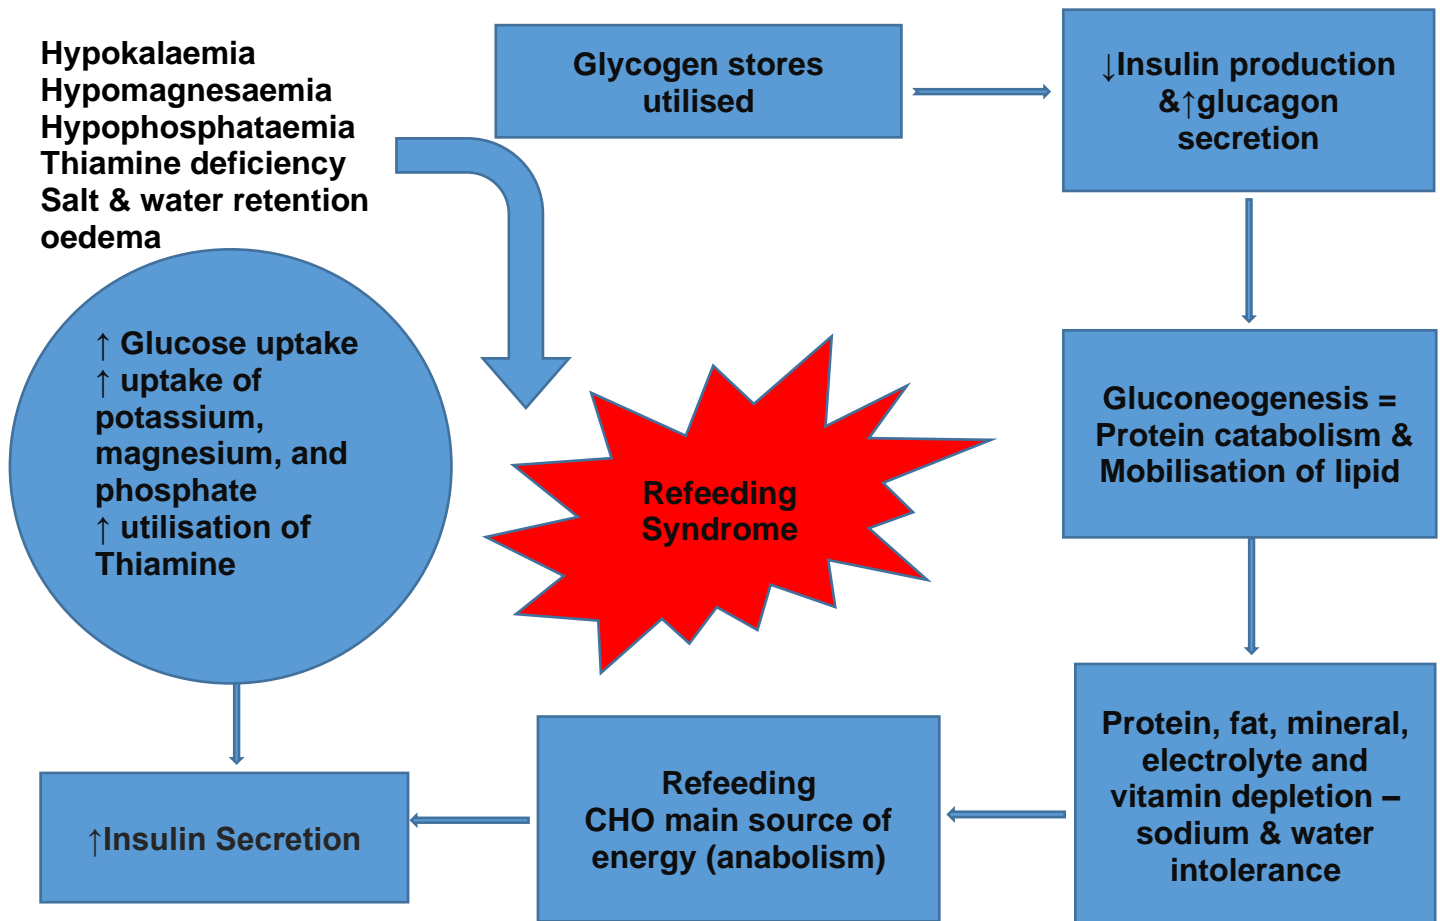 Hypokalaemia
Hypomagnesaemia
Hypophosphataemia
Thiamine deficiency
Salt & water retention
oedema
Glycogen stores
utilised
↓Insulin production
&↑glucagon
secretion
Gluconeogenesis =
Protein catabolism &
Mobilisation of lipid
Protein, fat, mineral,
electrolyte and
vitamin depletion –
sodium & water
intolerance
Refeeding
CHO main source of
energy (anabolism)
↑Insulin Secretion
↑ Glucose uptake
↑ uptake of
potassium,
magnesium, and
phosphate
↑ utilisation of
Thiamine
Refeeding
Syndrome